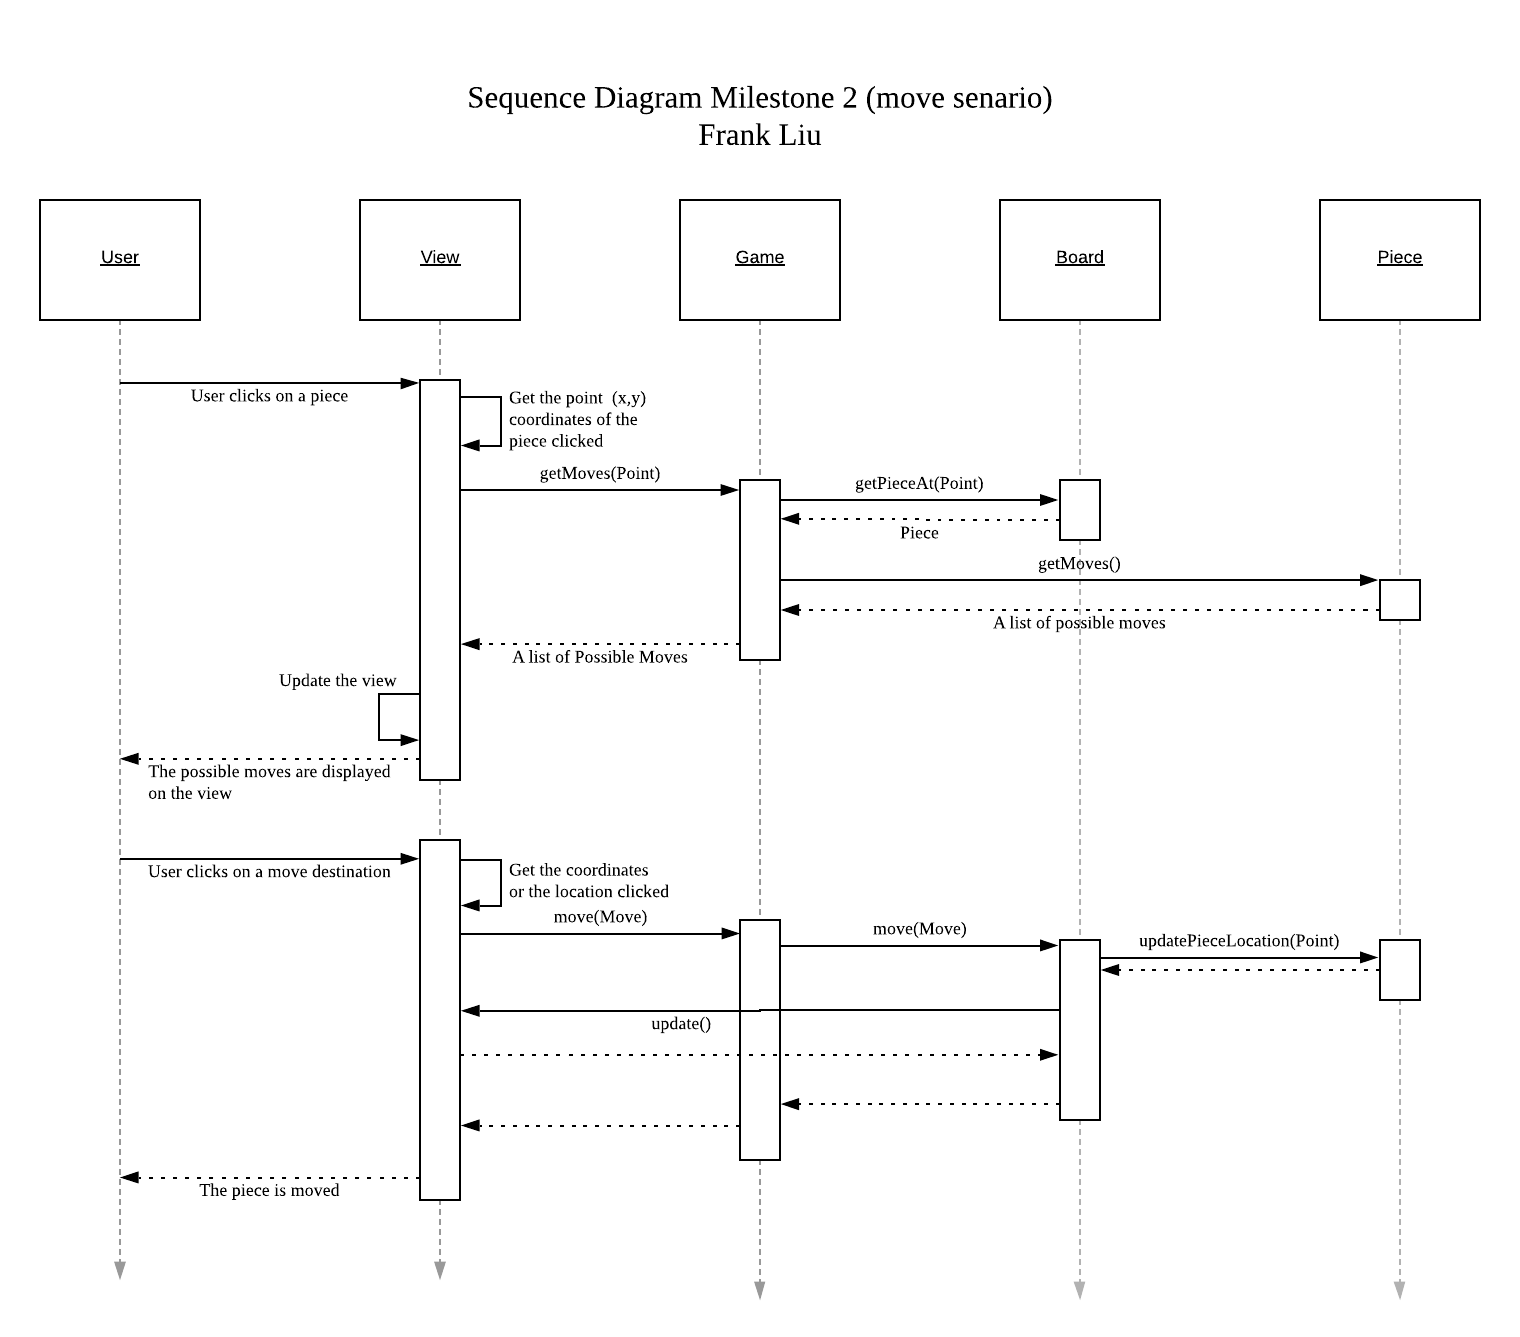 Sequence Diagram Milestone 2 (move senario)
Frank Liu
User
View
Game
Board
Piece
User clicks on a piece
Get the point (x,y)
coordinates of the
piece clicked
getMoves(Point)
getPieceAt(Point)
Piece
getMoves()
A list of possible moves
A list of Possible Moves
Update the view
The possible moves are displayed
on the view
User clicks on a move destination
Get the coordinates
or the location clicked
move(Move)
move(Move)
updatePieceLocation(Point)
update()
The piece is moved